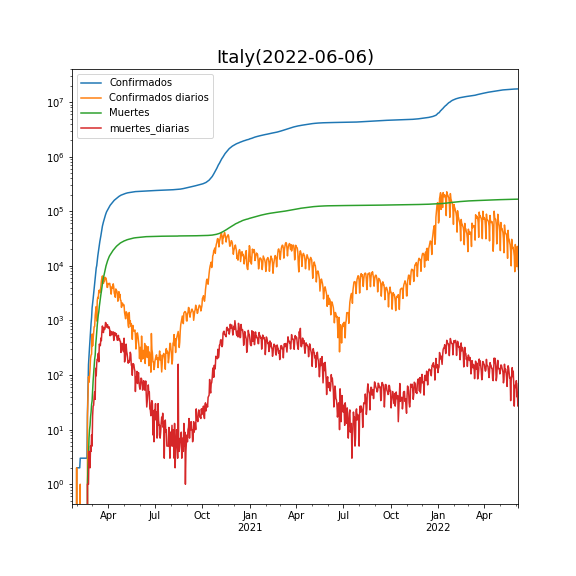 Italy(2022-06-06)
Confirmados
Confirmados diarios
Muertes
muertes_diarias
10⁷
10⁶
10⁵
10⁴
10³
10²
10¹
10⁰
Apr Jul Oct Jan Apr Jul Oct Jan Apr
2021 2022